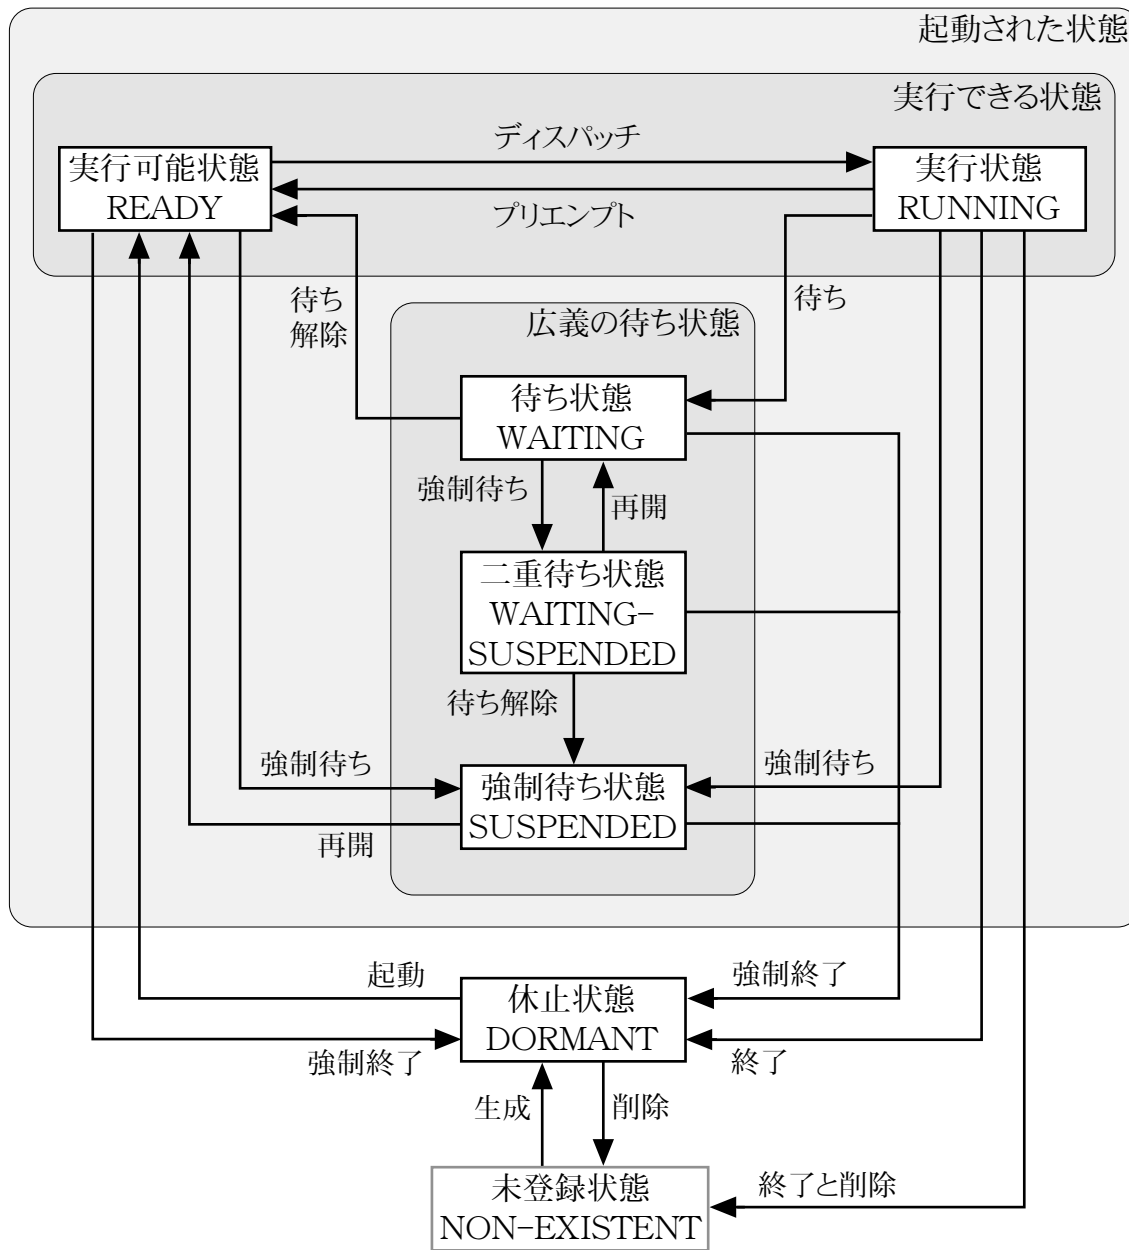 起動された状態
実行できる状態
ディスパッチ
実行可能状態
READY
実行状態
RUNNING
プリエンプト
待ち
解除
待ち
広義の待ち状態
待ち状態
WAITING
強制待ち
再開
二重待ち状態
WAITING-
SUSPENDED
待ち解除
強制待ち
強制待ち
強制待ち状態
SUSPENDED
再開
起動
強制終了
休止状態
DORMANT
強制終了
終了
生成
削除
未登録状態
NON-EXISTENT
終了と削除